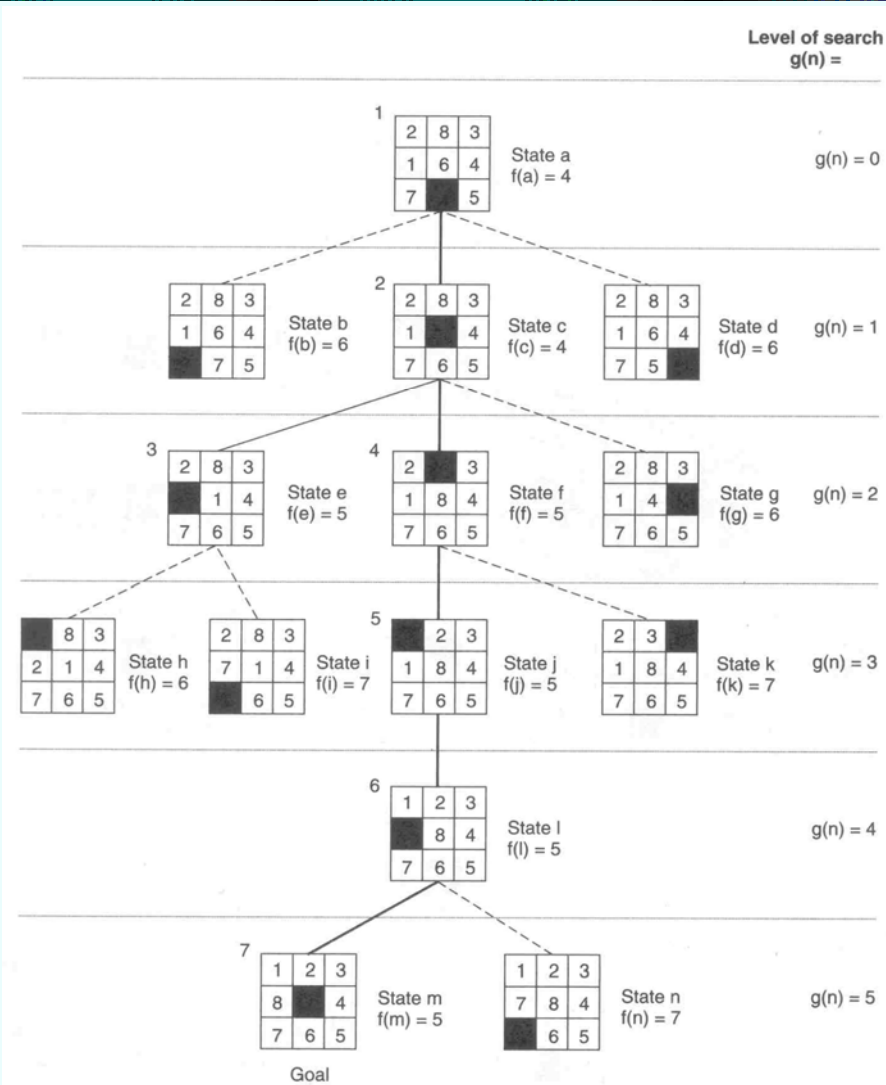 Level of search
g(n) =
1
2 8 3
1 6 4
7 5
State a
f(a) = 4
g(n) = 0
2 8 3
1 6 4
7 5
State b
f(b) = 6
2
2 8 3
1 4
7 6 5
State c
f(c) = 4
2 8 3
1 6 4
7 5
State d
f(d) = 6
g(n) = 1
3
2 8 3
1 4
7 6 5
State e
f(e) = 5
4
2 3
1 8 4
7 6 5
State f
f(f) = 5
2 8 3
1 4
7 6 5
State g
f(g) = 6
g(n) = 2
8 3
2 1 4
7 6 5
State h
f(h) = 6
2 8 3
7 1 4
6 5
State i
f(i) = 7
5
2 3
1 8 4
7 6 5
State j
f(j) = 5
2 3
1 8 4
7 6 5
State k
f(k) = 7
g(n) = 3
6
1 2 3
8 4
7 6 5
State l
f(l) = 5
g(n) = 4
7
1 2 3
8 4
7 6 5
State m
f(m) = 5
Goal
1 2 3
7 8 4
6 5
State n
f(n) = 7
g(n) = 5